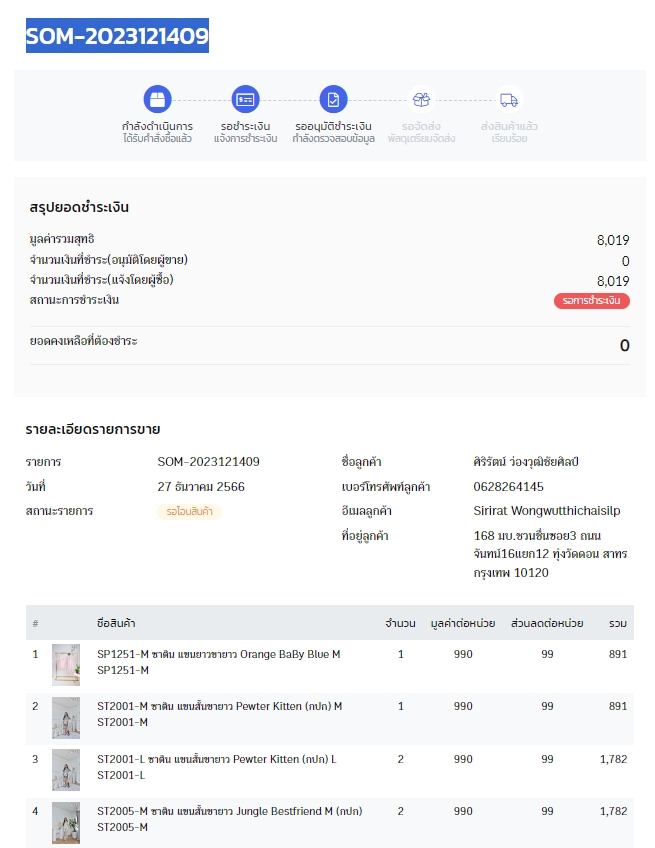 SOM-2023121409
กำลังดำเนินการ
ได้รับคำสั่งซื้อแล้ว
รอชำระเงิน
แจ้งการชำระเงิน
รออนุมัติชำระเงิน
กำลังตรวจสอบข้อมูล
รอจัดส่ง
พัสดุเตรียมจัดส่ง
ส่งสินค้าแล้ว
เรียบร้อย
สรุปยอดชำระเงิน
มูลค่ารวมสุทธิ 8,019
จำนวนเงินที่ชำระ(อนุมัติโดยผู้ขาย) 0
จำนวนเงินที่ชำระ(แจ้งโดยผู้ซื้อ) 8,019
สถานะการชำระเงิน รอการชำระเงิน
ยอดคงเหลือที่ต้องชำระ 0
รายละเอียดรายการขาย
รายการ SOM-2023121409
วันที่ 27 ธันวาคม 2566
สถานะรายการ รอโอนสินค้า
ชื่อลูกค้า ศิริรัตน์ ว่องวุฒิชัยศิลป์
เบอร์โทรศัพท์ลูกค้า 0628264145
อีเมลลูกค้า Sirirat Wongwutthichaisilp
ที่อยู่ลูกค้า 168 มบ.ชวนชื่นซอย3 ถนน
จันทน์16แยก12 ทุ่งวัดดอน สาทร
กรุงเทพ 10120
# ชื่อสินค้า จำนวน มูลค่าต่อหน่วย ส่วนลดต่อหน่วย รวม
1 SP1251-M ซาติน แขนยาวขายาว Orange BaBy Blue M 1 990 99 891
SP1251-M
2 ST2001-M ซาติน แขนสั้นขายาว Pewter Kitten (กปก) M 1 990 99 891
ST2001-M
3 ST2001-L ซาติน แขนสั้นขายาว Pewter Kitten (กปก) L 2 990 99 1,782
ST2001-L
4 ST2005-M ซาติน แขนสั้นขายาว Jungle Bestfriend M (กปก) 2 990 99 1,782
ST2005-M